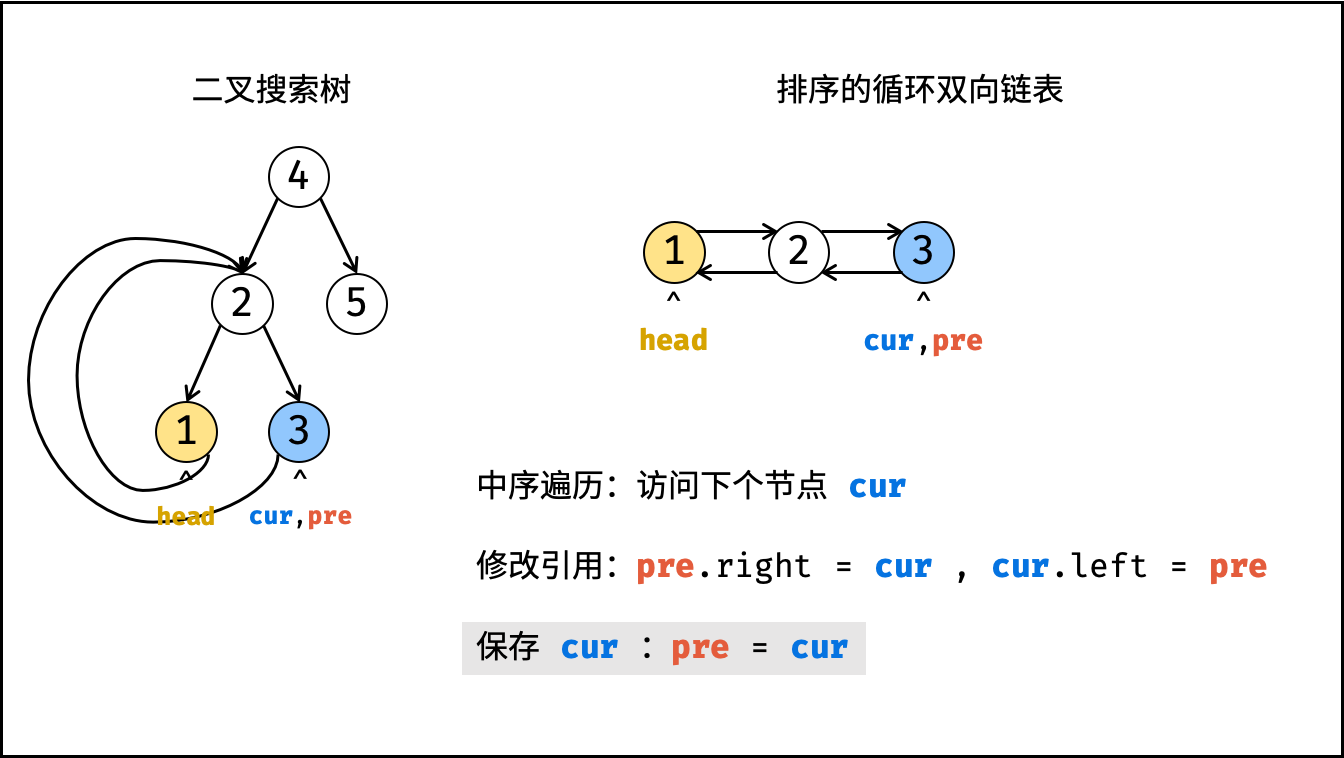 二叉搜索树
4
2
5
1
3
head
cur,pre
排序的循环双向链表
1
2
3
^
^
head
cur,pre
中序遍历：访问下个节点 cur
修改引用：pre.right = cur , cur.left = pre
保存 cur ：pre = cur